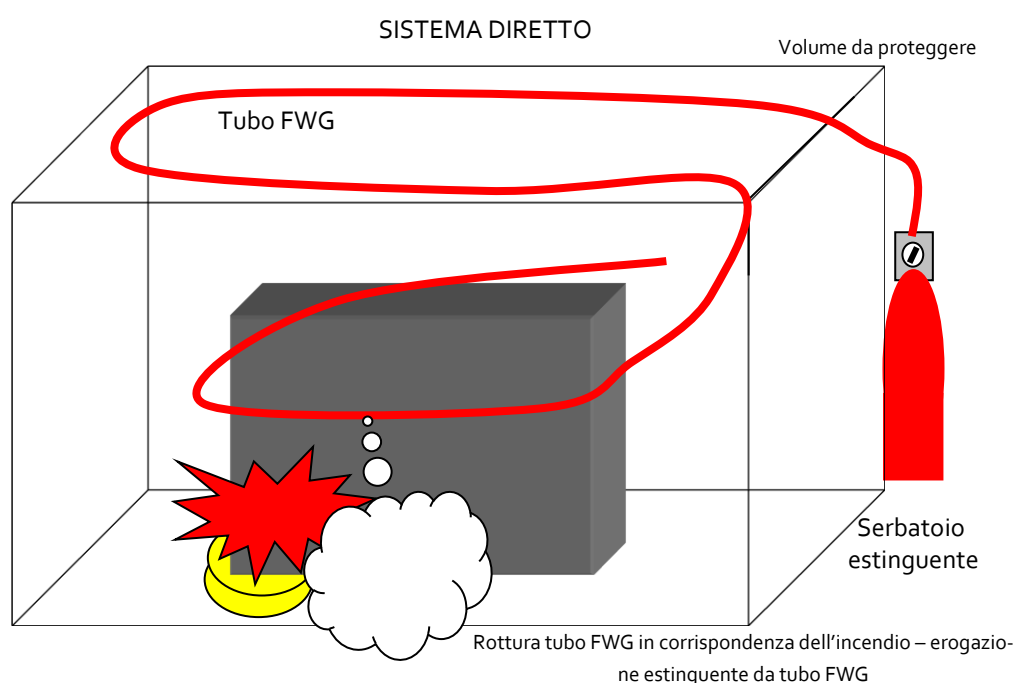 SISTEMA DIRETTO
Volume da proteggere
Tubo FWG
Serbatoio
estinguente
Rottura tubo FWG in corrispondenza dell'incendio – erogazio-
ne estinguente da tubo FWG